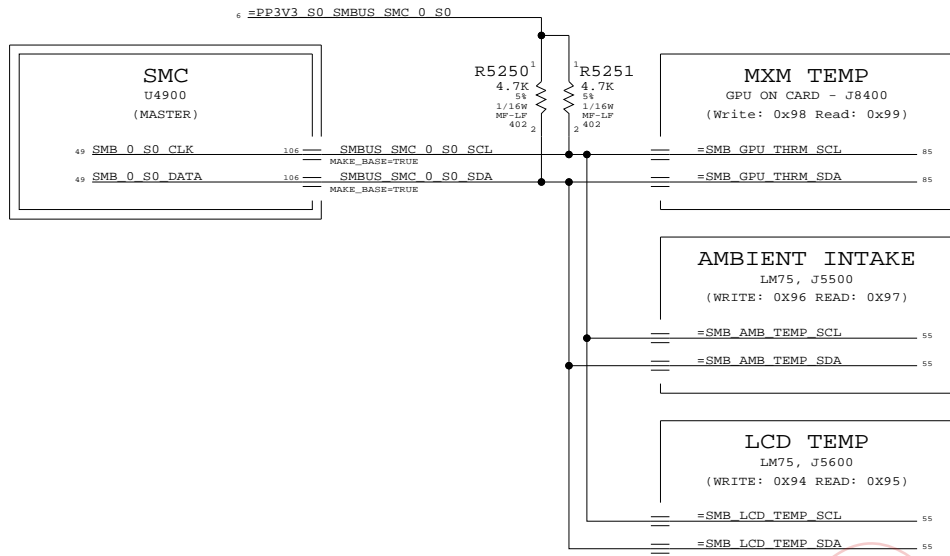 6 =PP3V3_S0_SMBUS_SMC_0_S0
SMC
U4900
(MASTER)
49 SMB_0_S0_CLK 106
49 SMB_0_S0_DATA 106
SMBUS_SMC_0_S0_SCL
MAKE_BASE=TRUE
SMBUS_SMC_0_S0_SDA
MAKE_BASE=TRUE
R5250 1
4.7K
5%
1/16W
MF-LF
402 2
1 R5251
4.7K
5%
1/16W
MF-LF
2 402
MXM TEMP
GPU ON CARD - J8400
(Write: 0x98 Read: 0x99)
=SMB_GPU_THRM_SCL 85
=SMB_GPU_THRM_SDA 85
AMBIENT INTAKE
LM75, J5500
(WRITE: 0X96 READ: 0X97)
=SMB_AMB_TEMP_SCL 55
=SMB_AMB_TEMP_SDA 55
LCD TEMP
LM75, J5600
(WRITE: 0X94 READ: 0X95)
=SMB_LCD_TEMP_SCL 55
=SMB_LCD_TEMP_SDA 55